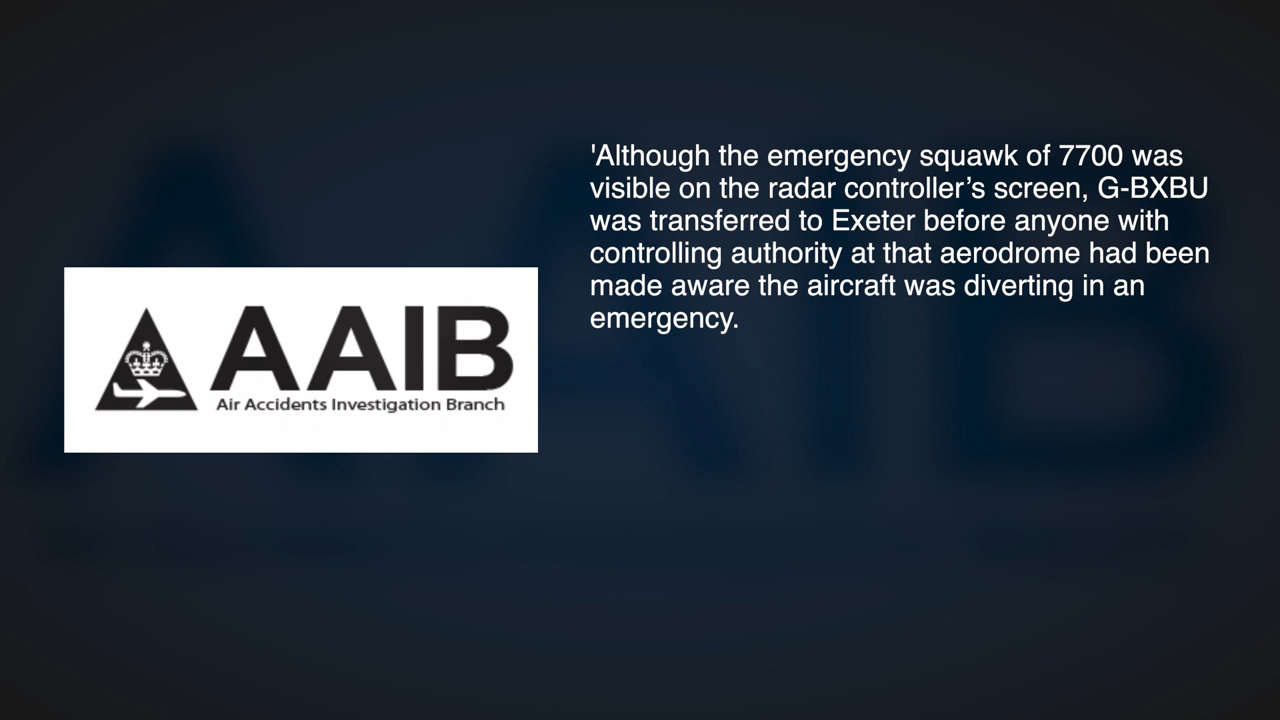 'Although the emergency squawk of 7700 was
visible on the radar controller’s screen, G-BXBU
was transferred to Exeter before anyone with
controlling authority at that aerodrome had been
made aware the aircraft was diverting in an
emergency.
AAIB
Air Accidents Investigation Branch